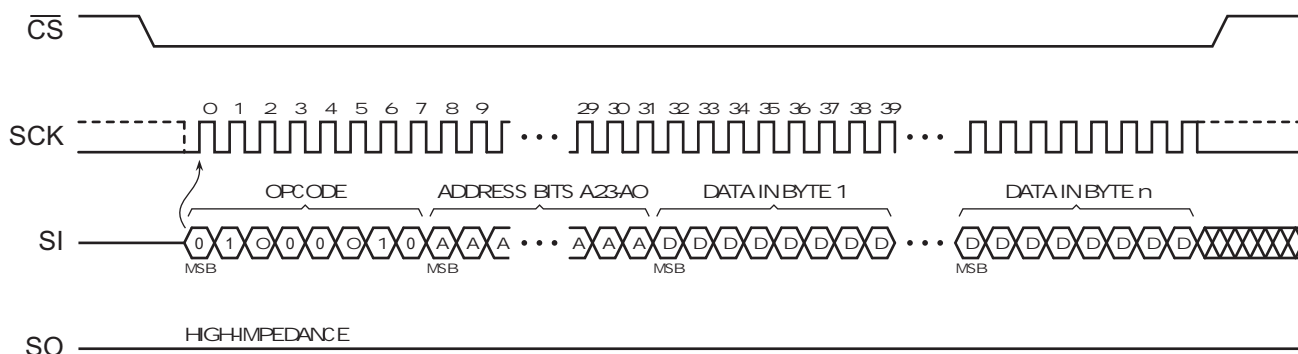 CS
SCK
0 1 2 3 4 5 6 7 8 9 29 30 31 32 33 34 35 36 37 38 39
OPCODE ADDRESS BITS A23-A0 DATA IN BYTE 1 DATA IN BYTE n
SI
0 1 0 0 0 0 1 0 A A A A A A D D D D D D D D D D D D D D D D
MSB MSB MSB MSB
HIGH-IMPEDANCE
SO